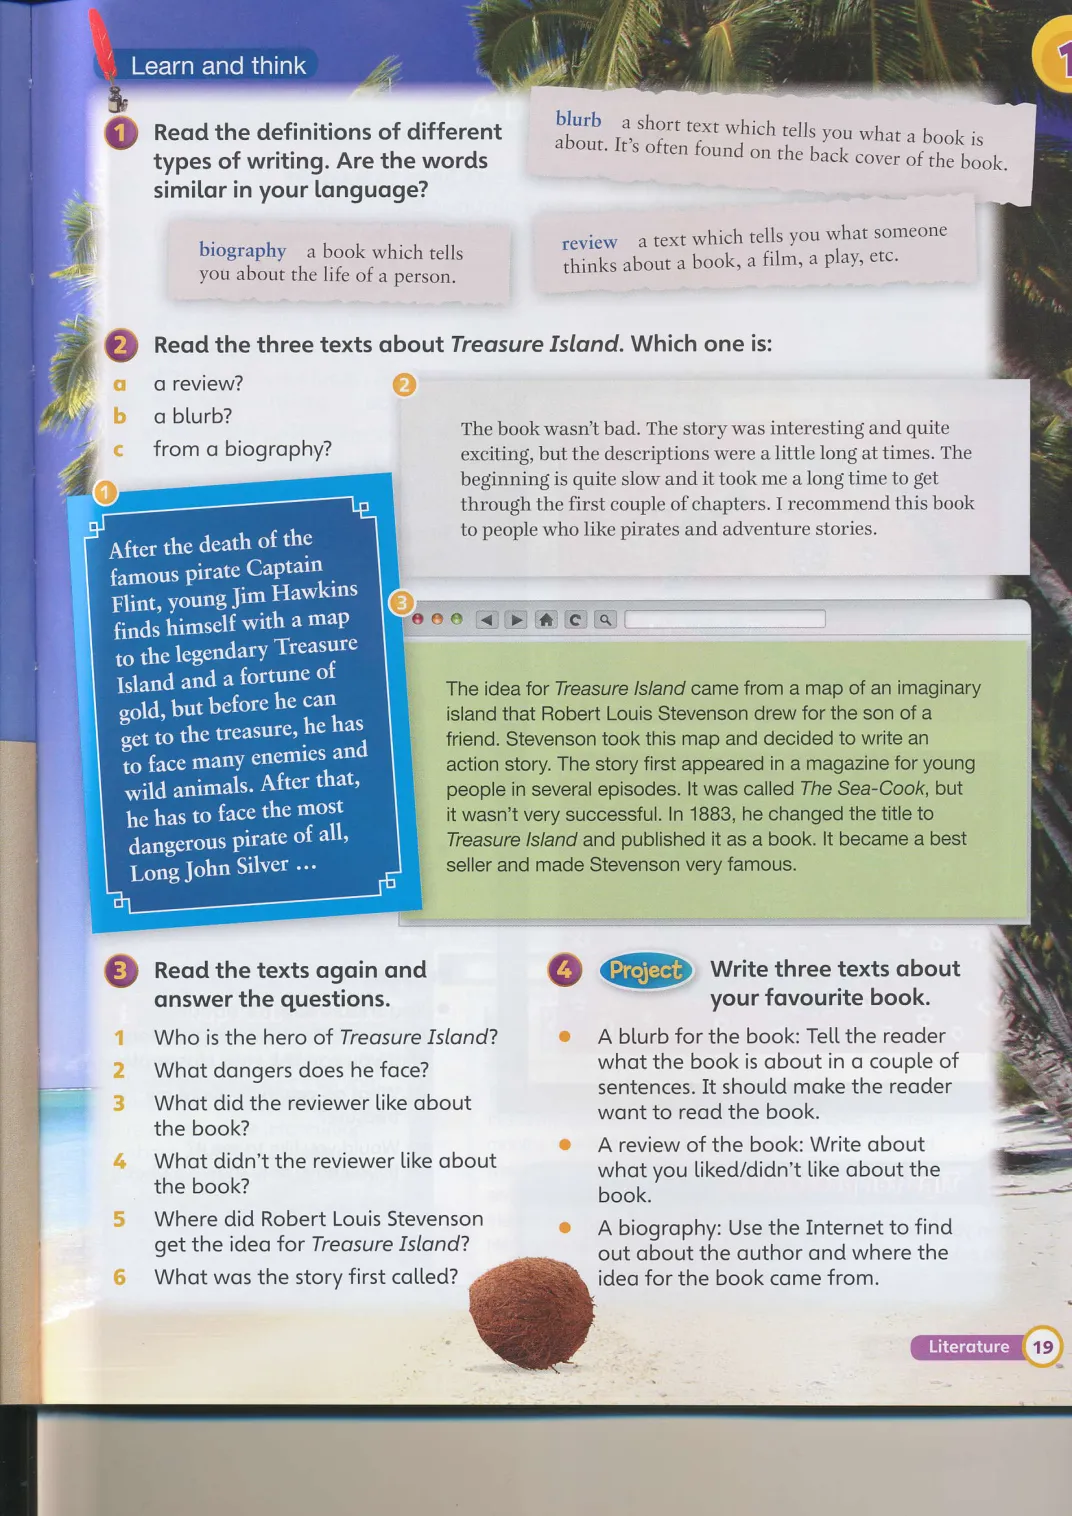 Learn and think
1
1 Read the definitions of different
types of writing. Are the words
similar in your language?
blurb a short text which tells you what a book is
about. It's often found on the back cover of the book.
biography a book which tells
you about the life of a person.
review a text which tells you what someone
thinks about a book, a film, a play, etc.
2 Read the three texts about Treasure Island. Which one is:
a a review?
b a blurb?
c from a biography?
1
After the death of the
famous pirate Captain
Flint, young Jim Hawkins
finds himself with a map
to the legendary Treasure
Island and a fortune of
gold, but before he can
get to the treasure, he has
to face many enemies and
wild animals. After that,
he has to face the most
dangerous pirate of all,
Long John Silver ...
2
The book wasn't bad. The story was interesting and quite
exciting, but the descriptions were a little long at times. The
beginning is quite slow and it took me a long time to get
through the first couple of chapters. I recommend this book
to people who like pirates and adventure stories.
3
The idea for Treasure Island came from a map of an imaginary
island that Robert Louis Stevenson drew for the son of a
friend. Stevenson took this map and decided to write an
action story. The story first appeared in a magazine for young
people in several episodes. It was called The Sea-Cook, but
it wasn't very successful. In 1883, he changed the title to
Treasure Island and published it as a book. It became a best
seller and made Stevenson very famous.
3 Read the texts again and
answer the questions.
1 Who is the hero of Treasure Island?
2 What dangers does he face?
3 What did the reviewer like about
the book?
4 What didn't the reviewer like about
the book?
5 Where did Robert Louis Stevenson
get the idea for Treasure Island?
6 What was the story first called?
4 Project Write three texts about
your favourite book.
• A blurb for the book: Tell the reader
what the book is about in a couple of
sentences. It should make the reader
want to read the book.
• A review of the book: Write about
what you liked/didn't like about the
book.
• A biography: Use the Internet to find
out about the author and where the
idea for the book came from.
Literature 19